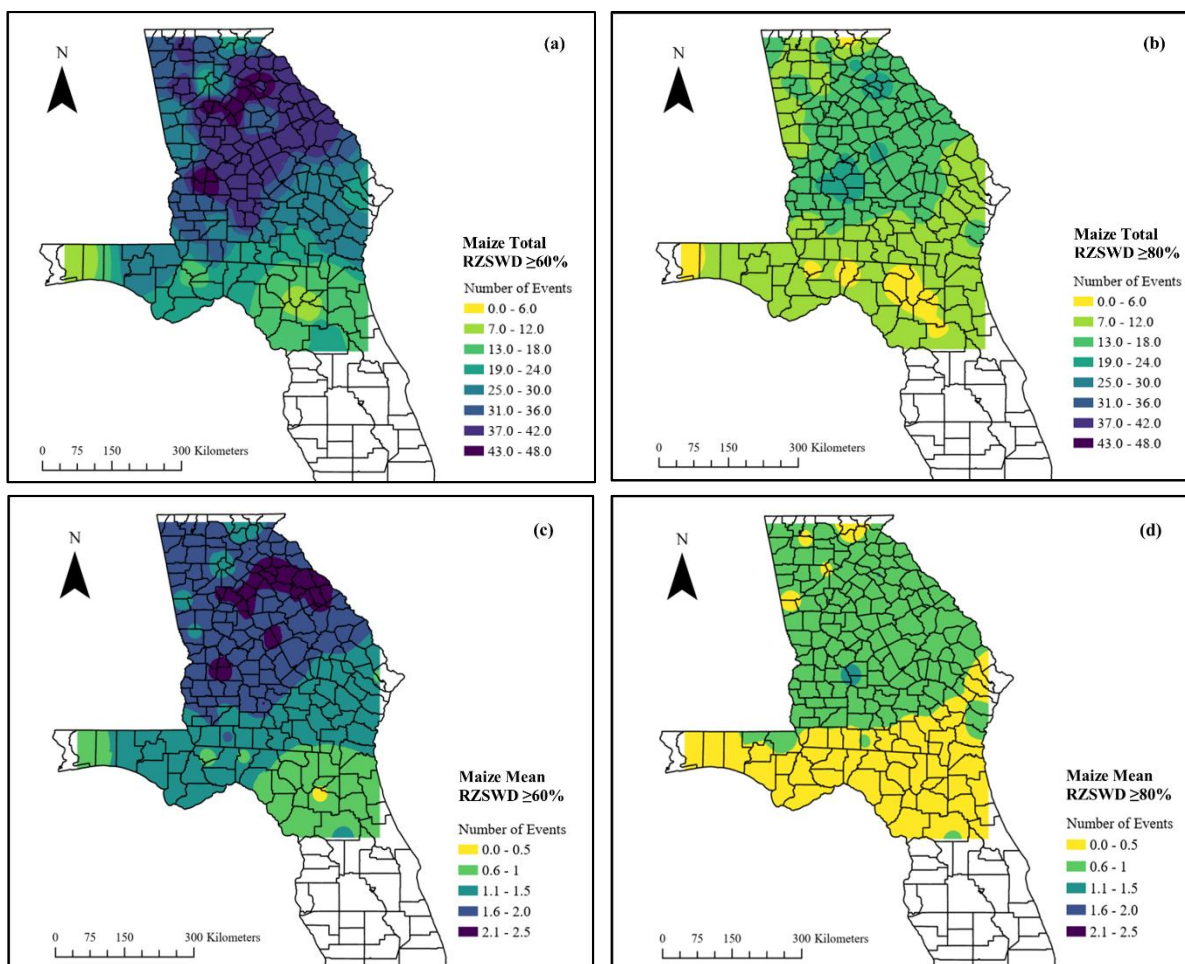 (a)
N
Maize Total
RZSWD ≥60%
Number of Events
0.0 - 6.0
7.0 - 12.0
13.0 - 18.0
19.0 - 24.0
25.0 - 30.0
31.0 - 36.0
37.0 - 42.0
43.0 - 48.0
0 75 150 300 Kilometers
(b)
N
Maize Total
RZSWD ≥80%
Number of Events
0.0 - 6.0
7.0 - 12.0
13.0 - 18.0
19.0 - 24.0
25.0 - 30.0
31.0 - 36.0
37.0 - 42.0
43.0 - 48.0
0 75 150 300 Kilometers
(c)
N
Maize Mean
RZSWD ≥60%
Number of Events
0.0 - 0.5
0.6 - 1
1.1 - 1.5
1.6 - 2.0
2.1 - 2.5
0 75 150 300 Kilometers
(d)
N
Maize Mean
RZSWD ≥80%
Number of Events
0.0 - 0.5
0.6 - 1
1.1 - 1.5
1.6 - 2.0
2.1 - 2.5
0 75 150 300 Kilometers